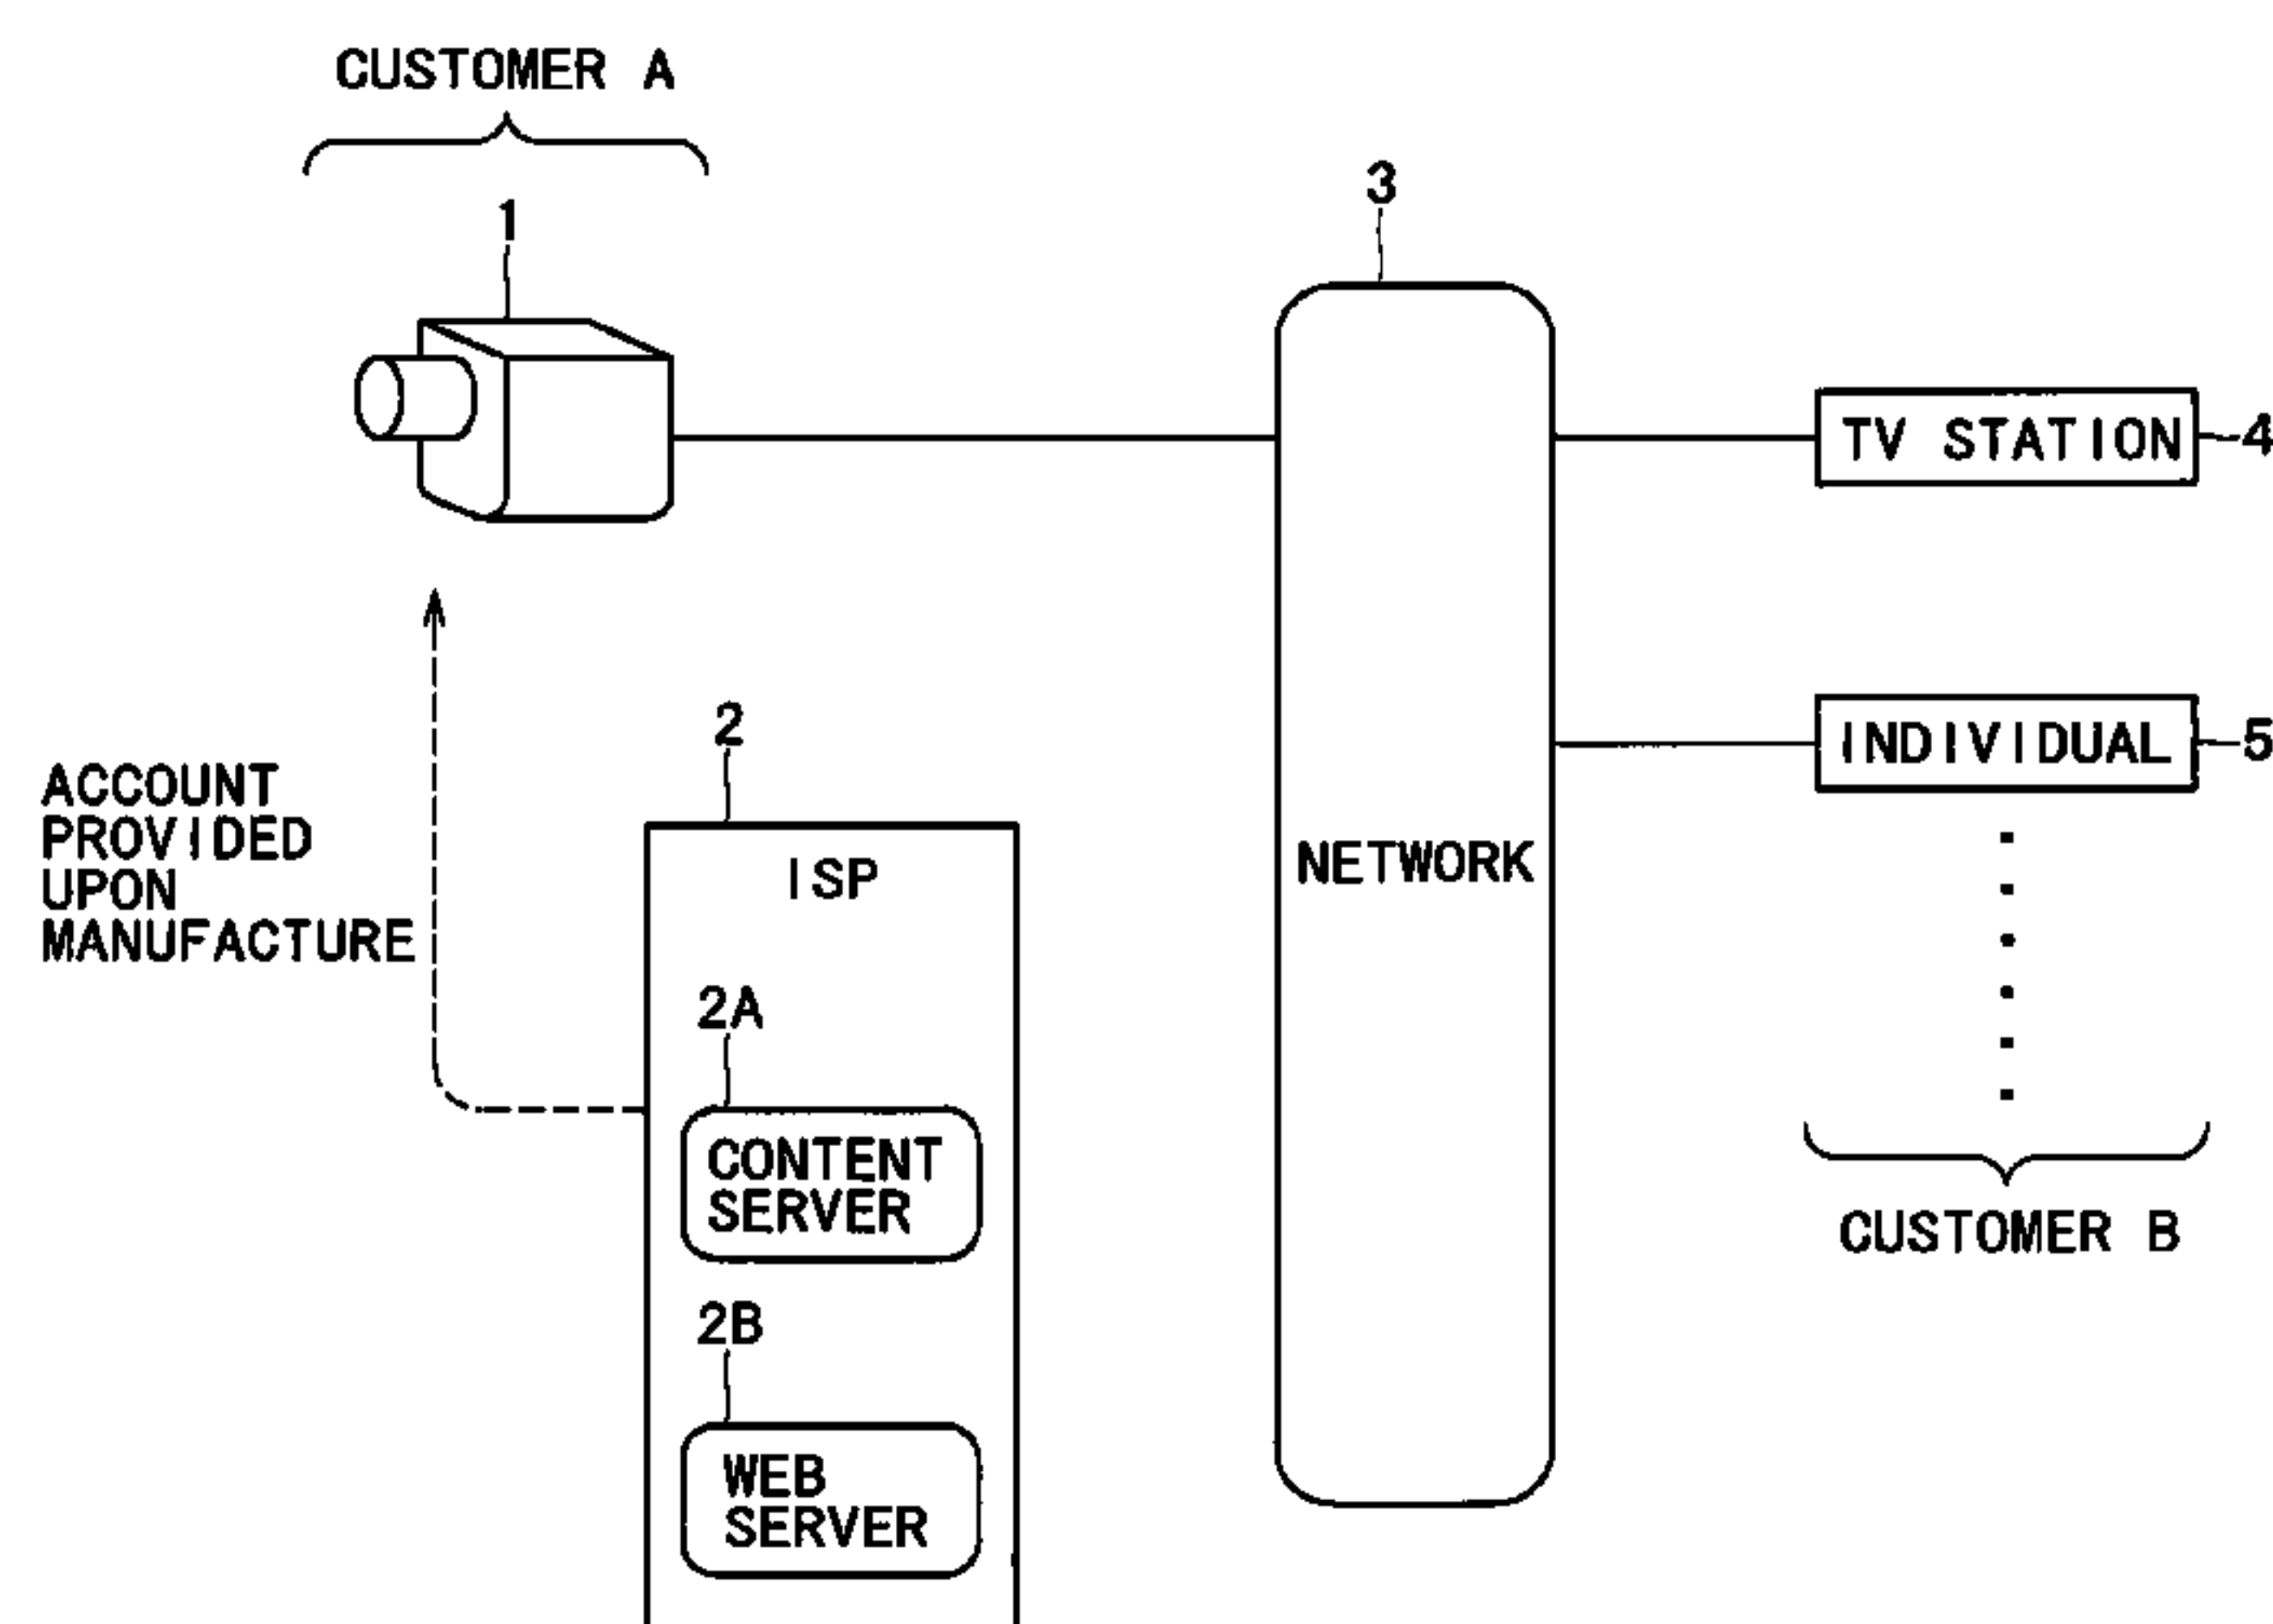 CUSTOMER A
1
3
TV STATION
4
2
INDIVIDUAL
5
ACCOUNT
PROVIDED
UPON
MANUFACTURE
ISP
NETWORK
2A
CONTENT
SERVER
CUSTOMER B
2B
WEB
SERVER